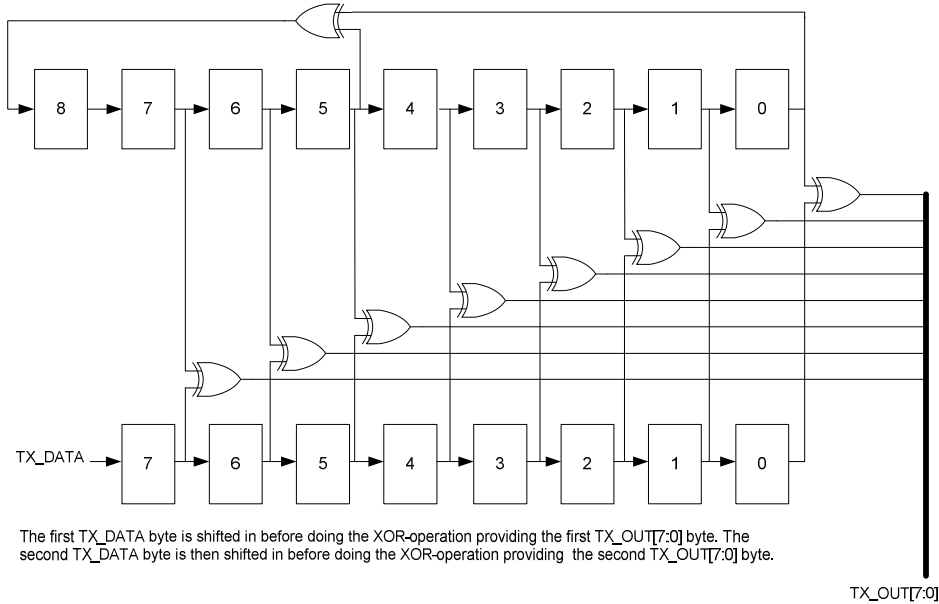 8 7 6 5 4 3 2 1 0
TX_DATA 7 6 5 4 3 2 1 0
The first TX_DATA byte is shifted in before doing the XOR-operation providing the first TX_OUT[7:0] byte. The
second TX_DATA byte is then shifted in before doing the XOR-operation providing the second TX_OUT[7:0] byte.
TX_OUT[7:0]